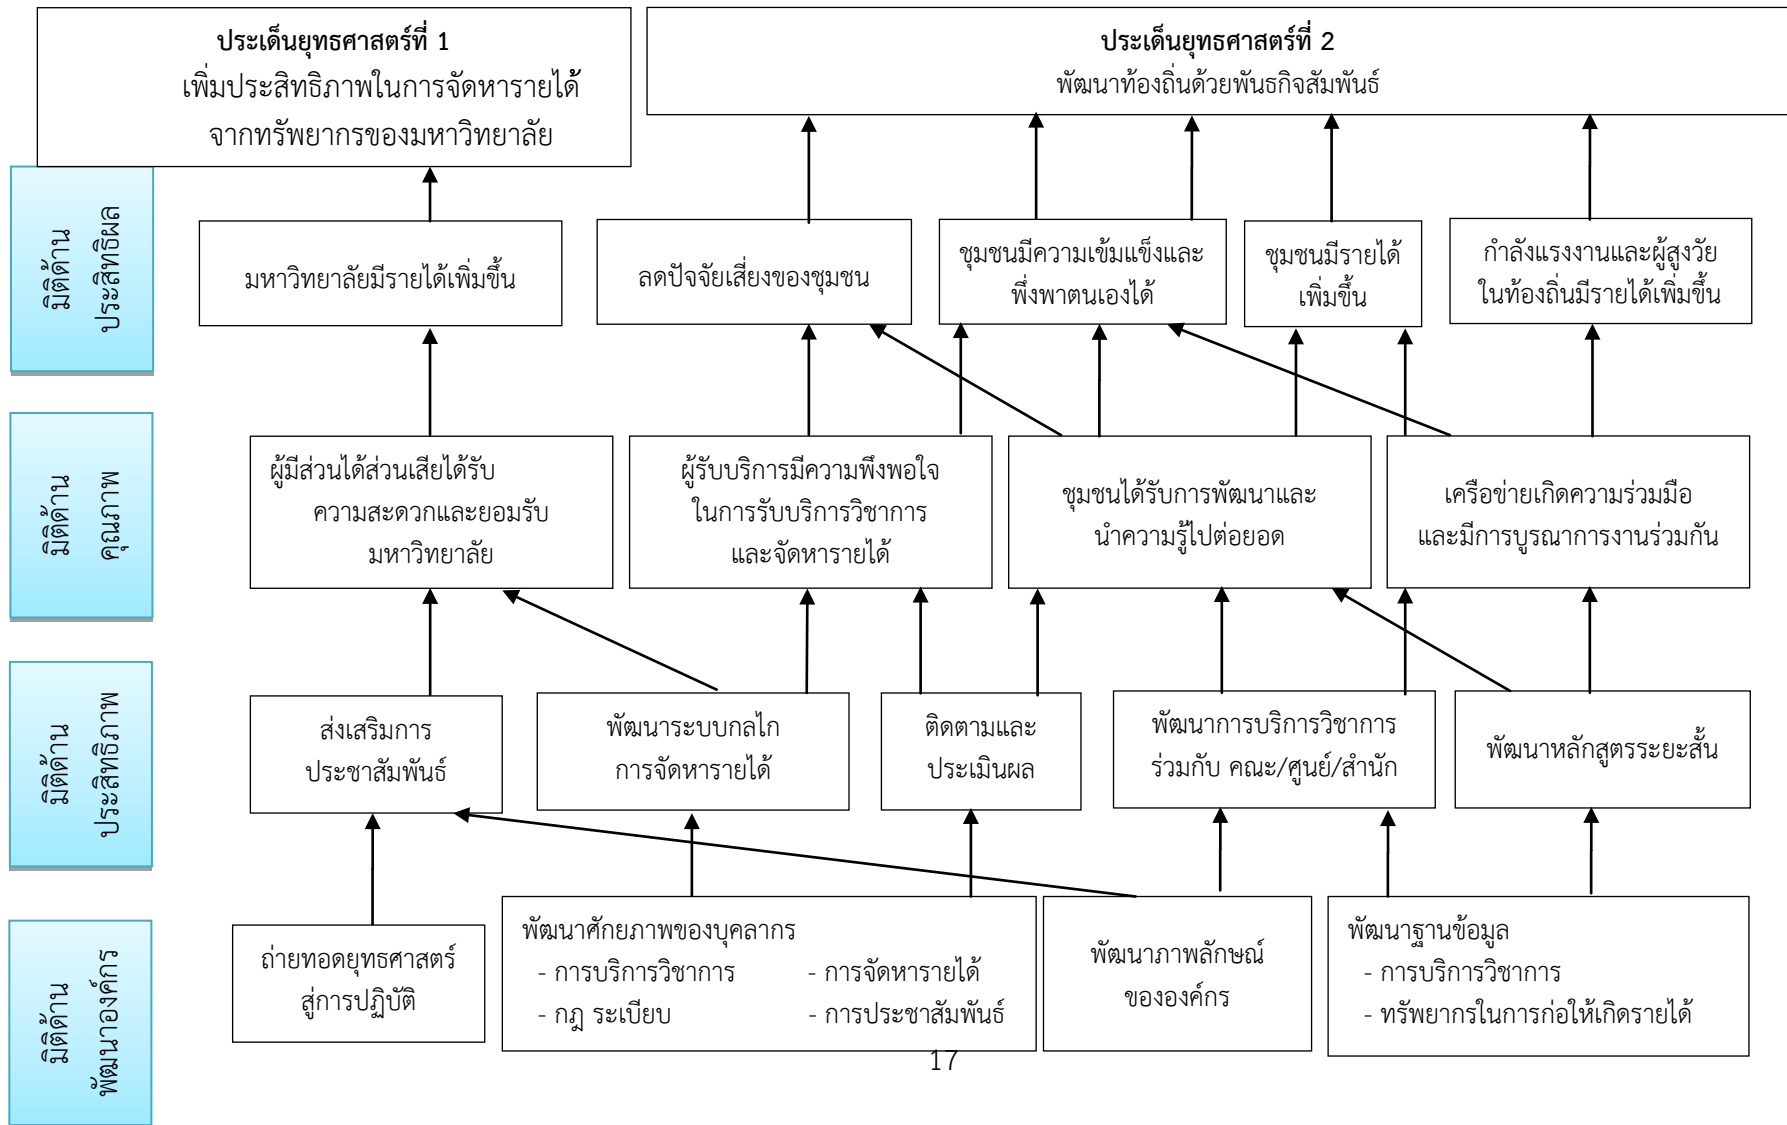 ประเด็นยุทธศาสตร์ที่ 1
เพิ่มประสิทธิภาพในการจัดหารายได้
จากทรัพยากรของมหาวิทยาลัย
ประเด็นยุทธศาสตร์ที่ 2
พัฒนาท้องถิ่นด้วยพันธกิจสัมพันธ์
มิติด้าน
ประสิทธิผล
มหาวิทยาลัยมีรายได้เพิ่มขึ้น
ลดปัจจัยเสี่ยงของชุมชน
ชุมชนมีความเข้มแข็งและ
พึ่งพาตนเองได้
ชุมชนมีรายได้
เพิ่มขึ้น
กำลังแรงงานและผู้สูงวัย
ในท้องถิ่นมีรายได้เพิ่มขึ้น
มิติด้าน
คุณภาพ
ผู้มีส่วนได้ส่วนเสียได้รับ
ความสะดวกและยอมรับ
มหาวิทยาลัย
ผู้รับบริการมีความพึงพอใจ
ในการรับบริการวิชาการ
และจัดหารายได้
ชุมชนได้รับการพัฒนาและ
นำความรู้ไปต่อยอด
เครือข่ายเกิดความร่วมมือ
และมีการบูรณาการงานร่วมกัน
มิติด้าน
ประสิทธิภาพ
ส่งเสริมการ
ประชาสัมพันธ์
พัฒนาระบบกลไก
การจัดหารายได้
ติดตามและ
ประเมินผล
พัฒนาการบริการวิชาการ
ร่วมกับ คณะ/ศูนย์/สำนัก
พัฒนาหลักสูตรระยะสั้น
มิติด้าน
พัฒนาองค์กร
ถ่ายทอดยุทธศาสตร์
สู่การปฏิบัติ
พัฒนาศักยภาพของบุคลากร
- การบริการวิชาการ - การจัดหารายได้
- กฎ ระเบียบ - การประชาสัมพันธ์
พัฒนาภาพลักษณ์
ขององค์กร
พัฒนาฐานข้อมูล
- การบริการวิชาการ
- ทรัพยากรในการก่อให้เกิดรายได้
17